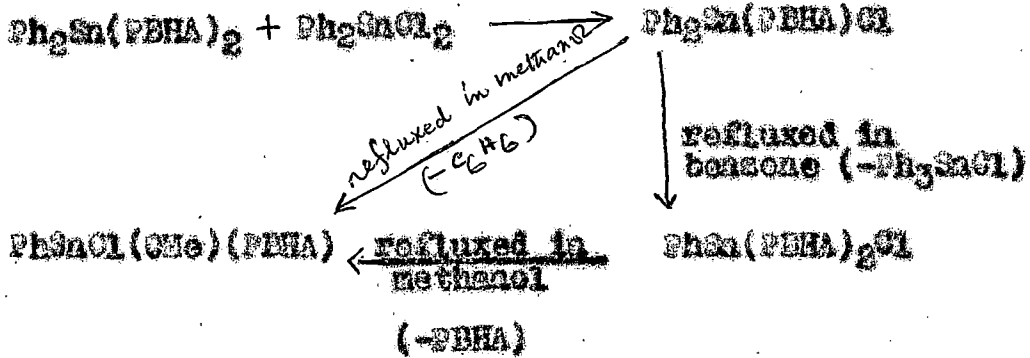 Ph₂Sn(PBHA)₂ + Ph₂SnCl₂ → Ph₂Sn(PBHA)Cl
refluxed in methanol
(-C₆H₆)
refluxed in
benzene (-Ph₃SnCl)
PhSnCl(OMe)(PBHA) ← refluxed in methanol PhSn(PBHA)₂Cl
(-PBHA)